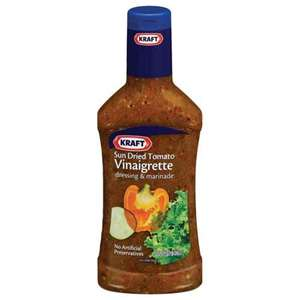 KRAFT
KRAFT
Sun Dried Tomato
Vinaigrette
dressing & marinade
No Artificial
Preservatives